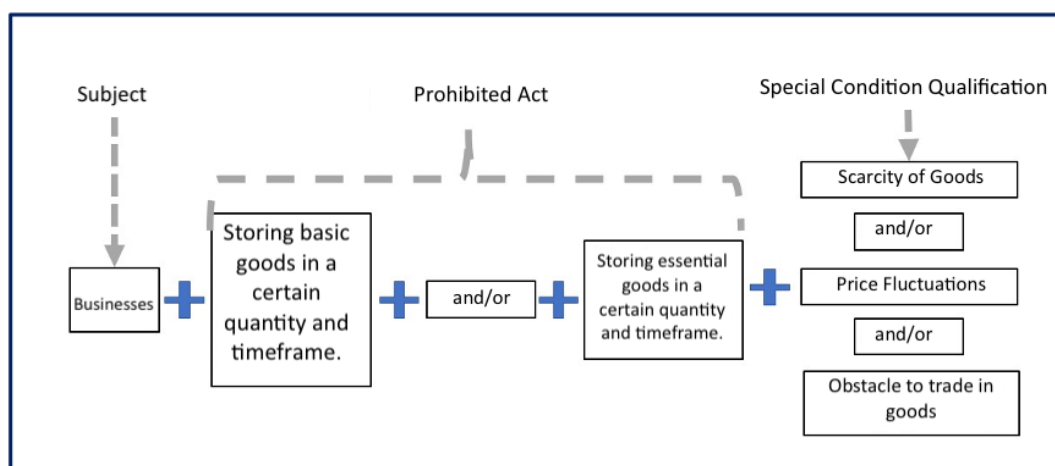 Subject
Prohibited Act
Special Condition Qualification
Businesses
Storing basic
goods in a
certain
quantity and
timeframe.
and/or
Storing essential
goods in a
certain quantity
and timeframe.
Scarcity of Goods
and/or
Price Fluctuations
and/or
Obstacle to trade in
goods